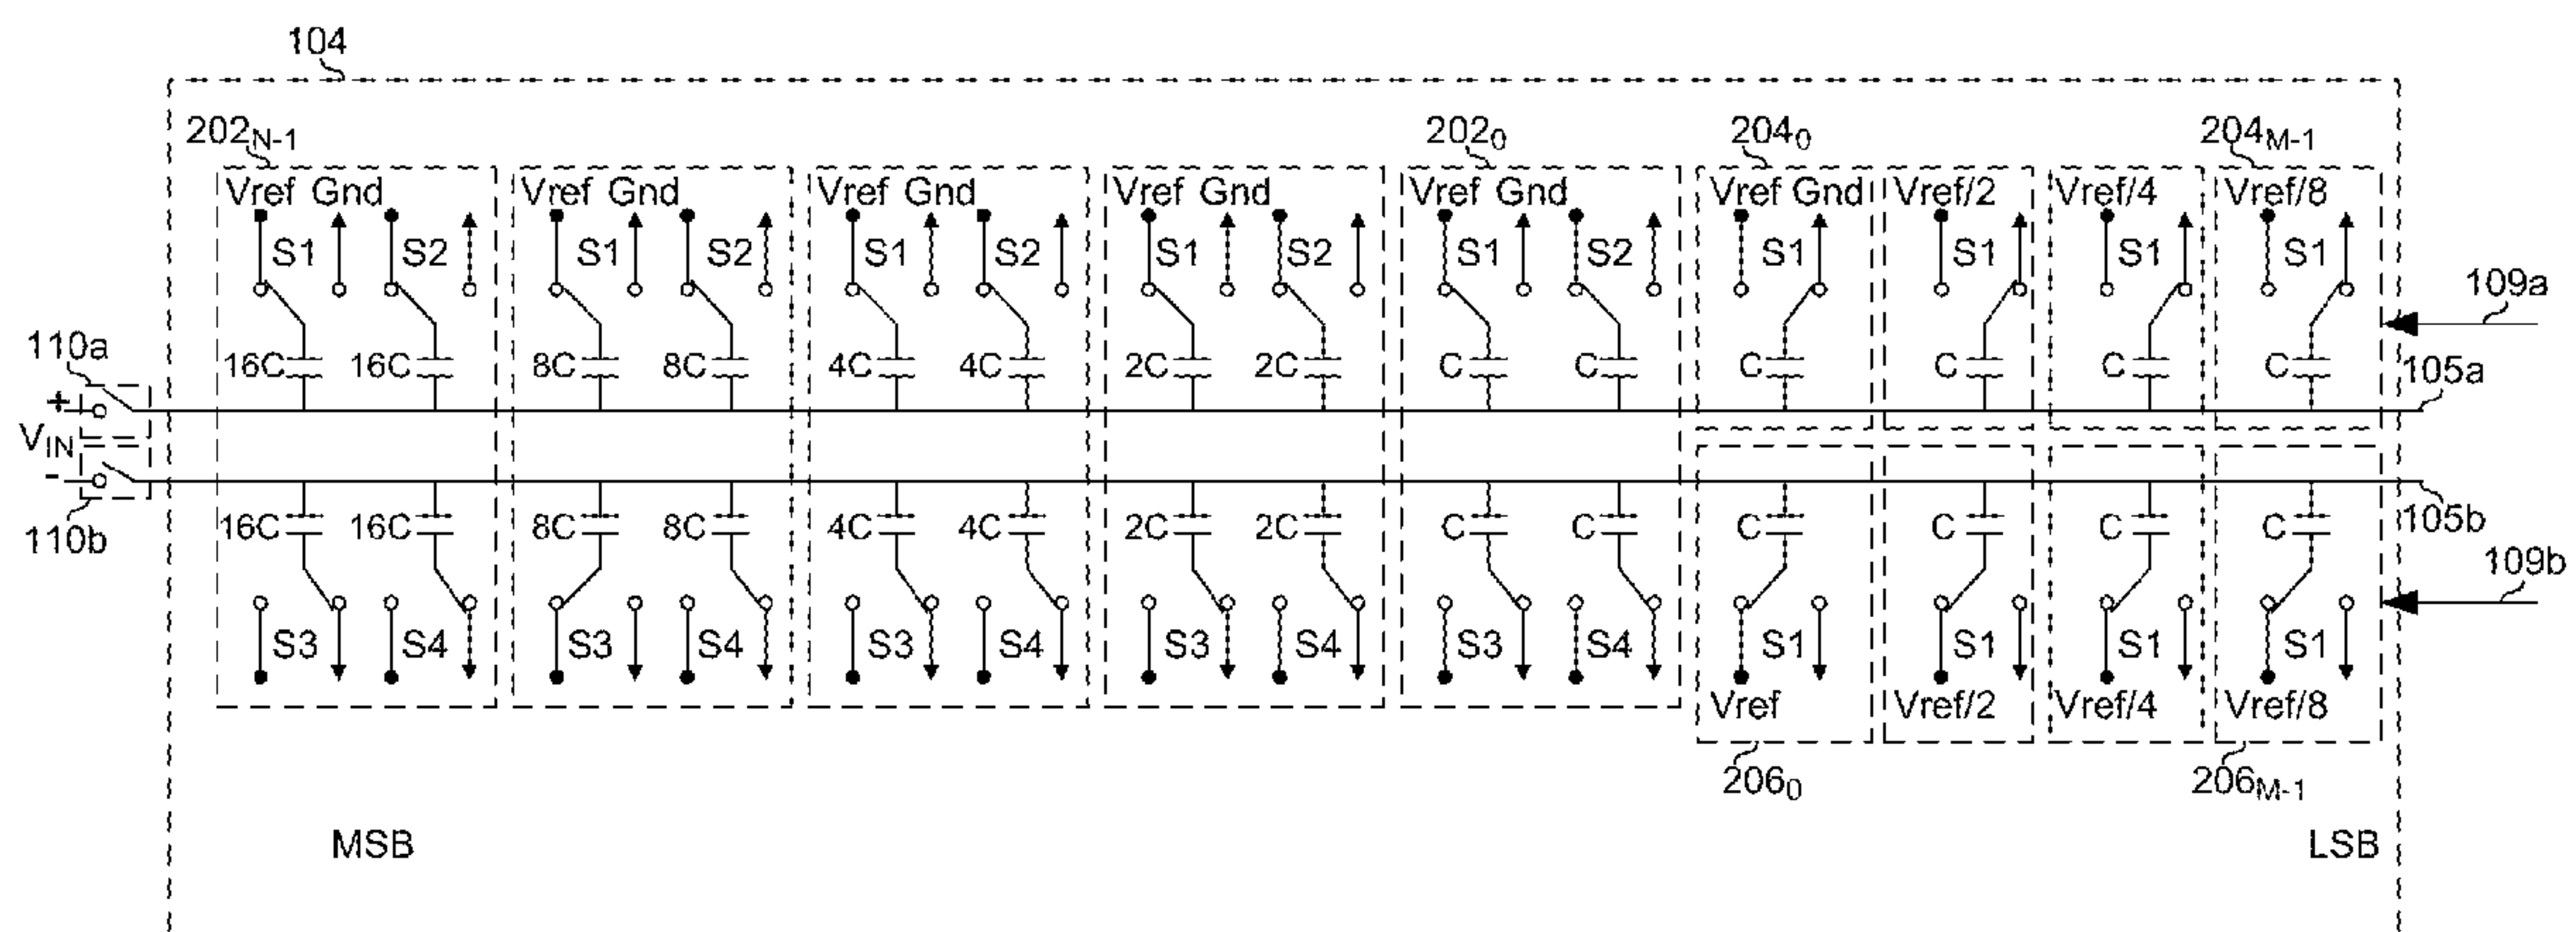 104
202N-1 2020 2040 204M-1
Vref Gnd Vref Gnd Vref Gnd Vref Gnd Vref Gnd Vref Gnd Vref/2 Vref/4 Vref/8
S1 S2 S1 S2 S1 S2 S1 S2 S1 S2 S1 S1 S1 S1
109a
110a 16C 16C 8C 8C 4C 4C 2C 2C C C C C C C 105a
+
VIN
-
110b 16C 16C 8C 8C 4C 4C 2C 2C C C C C C C 105b
109b
S3 S4 S3 S4 S3 S4 S3 S4 S3 S4 S1 S1 S1 S1
Vref Vref/2 Vref/4 Vref/8
2060 206M-1
MSB LSB